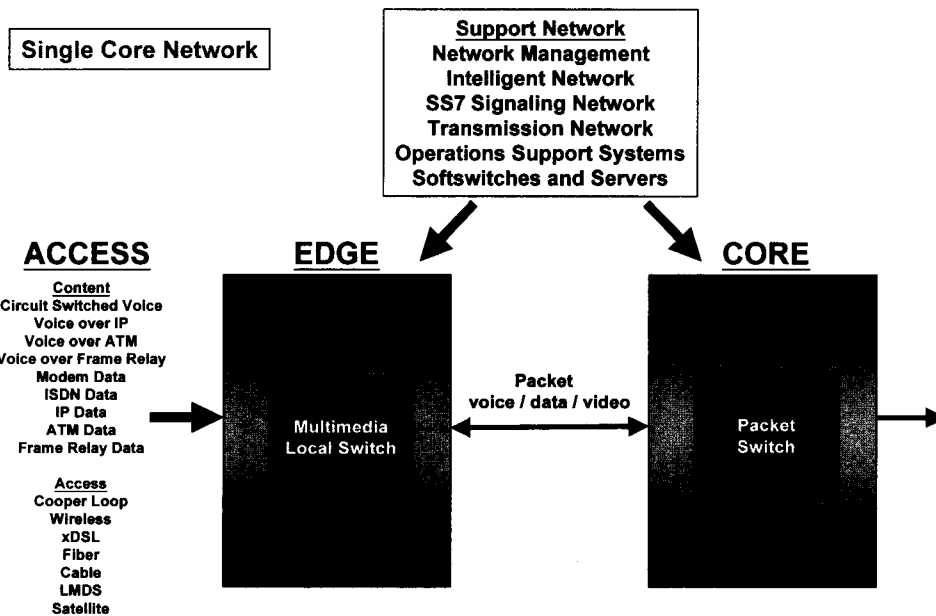 Single Core Network
Support Network
Network Management
Intelligent Network
SS7 Signaling Network
Transmission Network
Operations Support Systems
Softswitches and Servers
ACCESS
Content
Circuit Switched Voice
Voice over IP
Voice over ATM
Voice over Frame Relay
Modem Data
ISDN Data
IP Data
ATM Data
Frame Relay Data
Access
Cooper Loop
Wireless
xDSL
Fiber
Cable
LMDS
Satellite
EDGE
Multimedia
Local Switch
Packet
voice / data / video
CORE
Packet
Switch